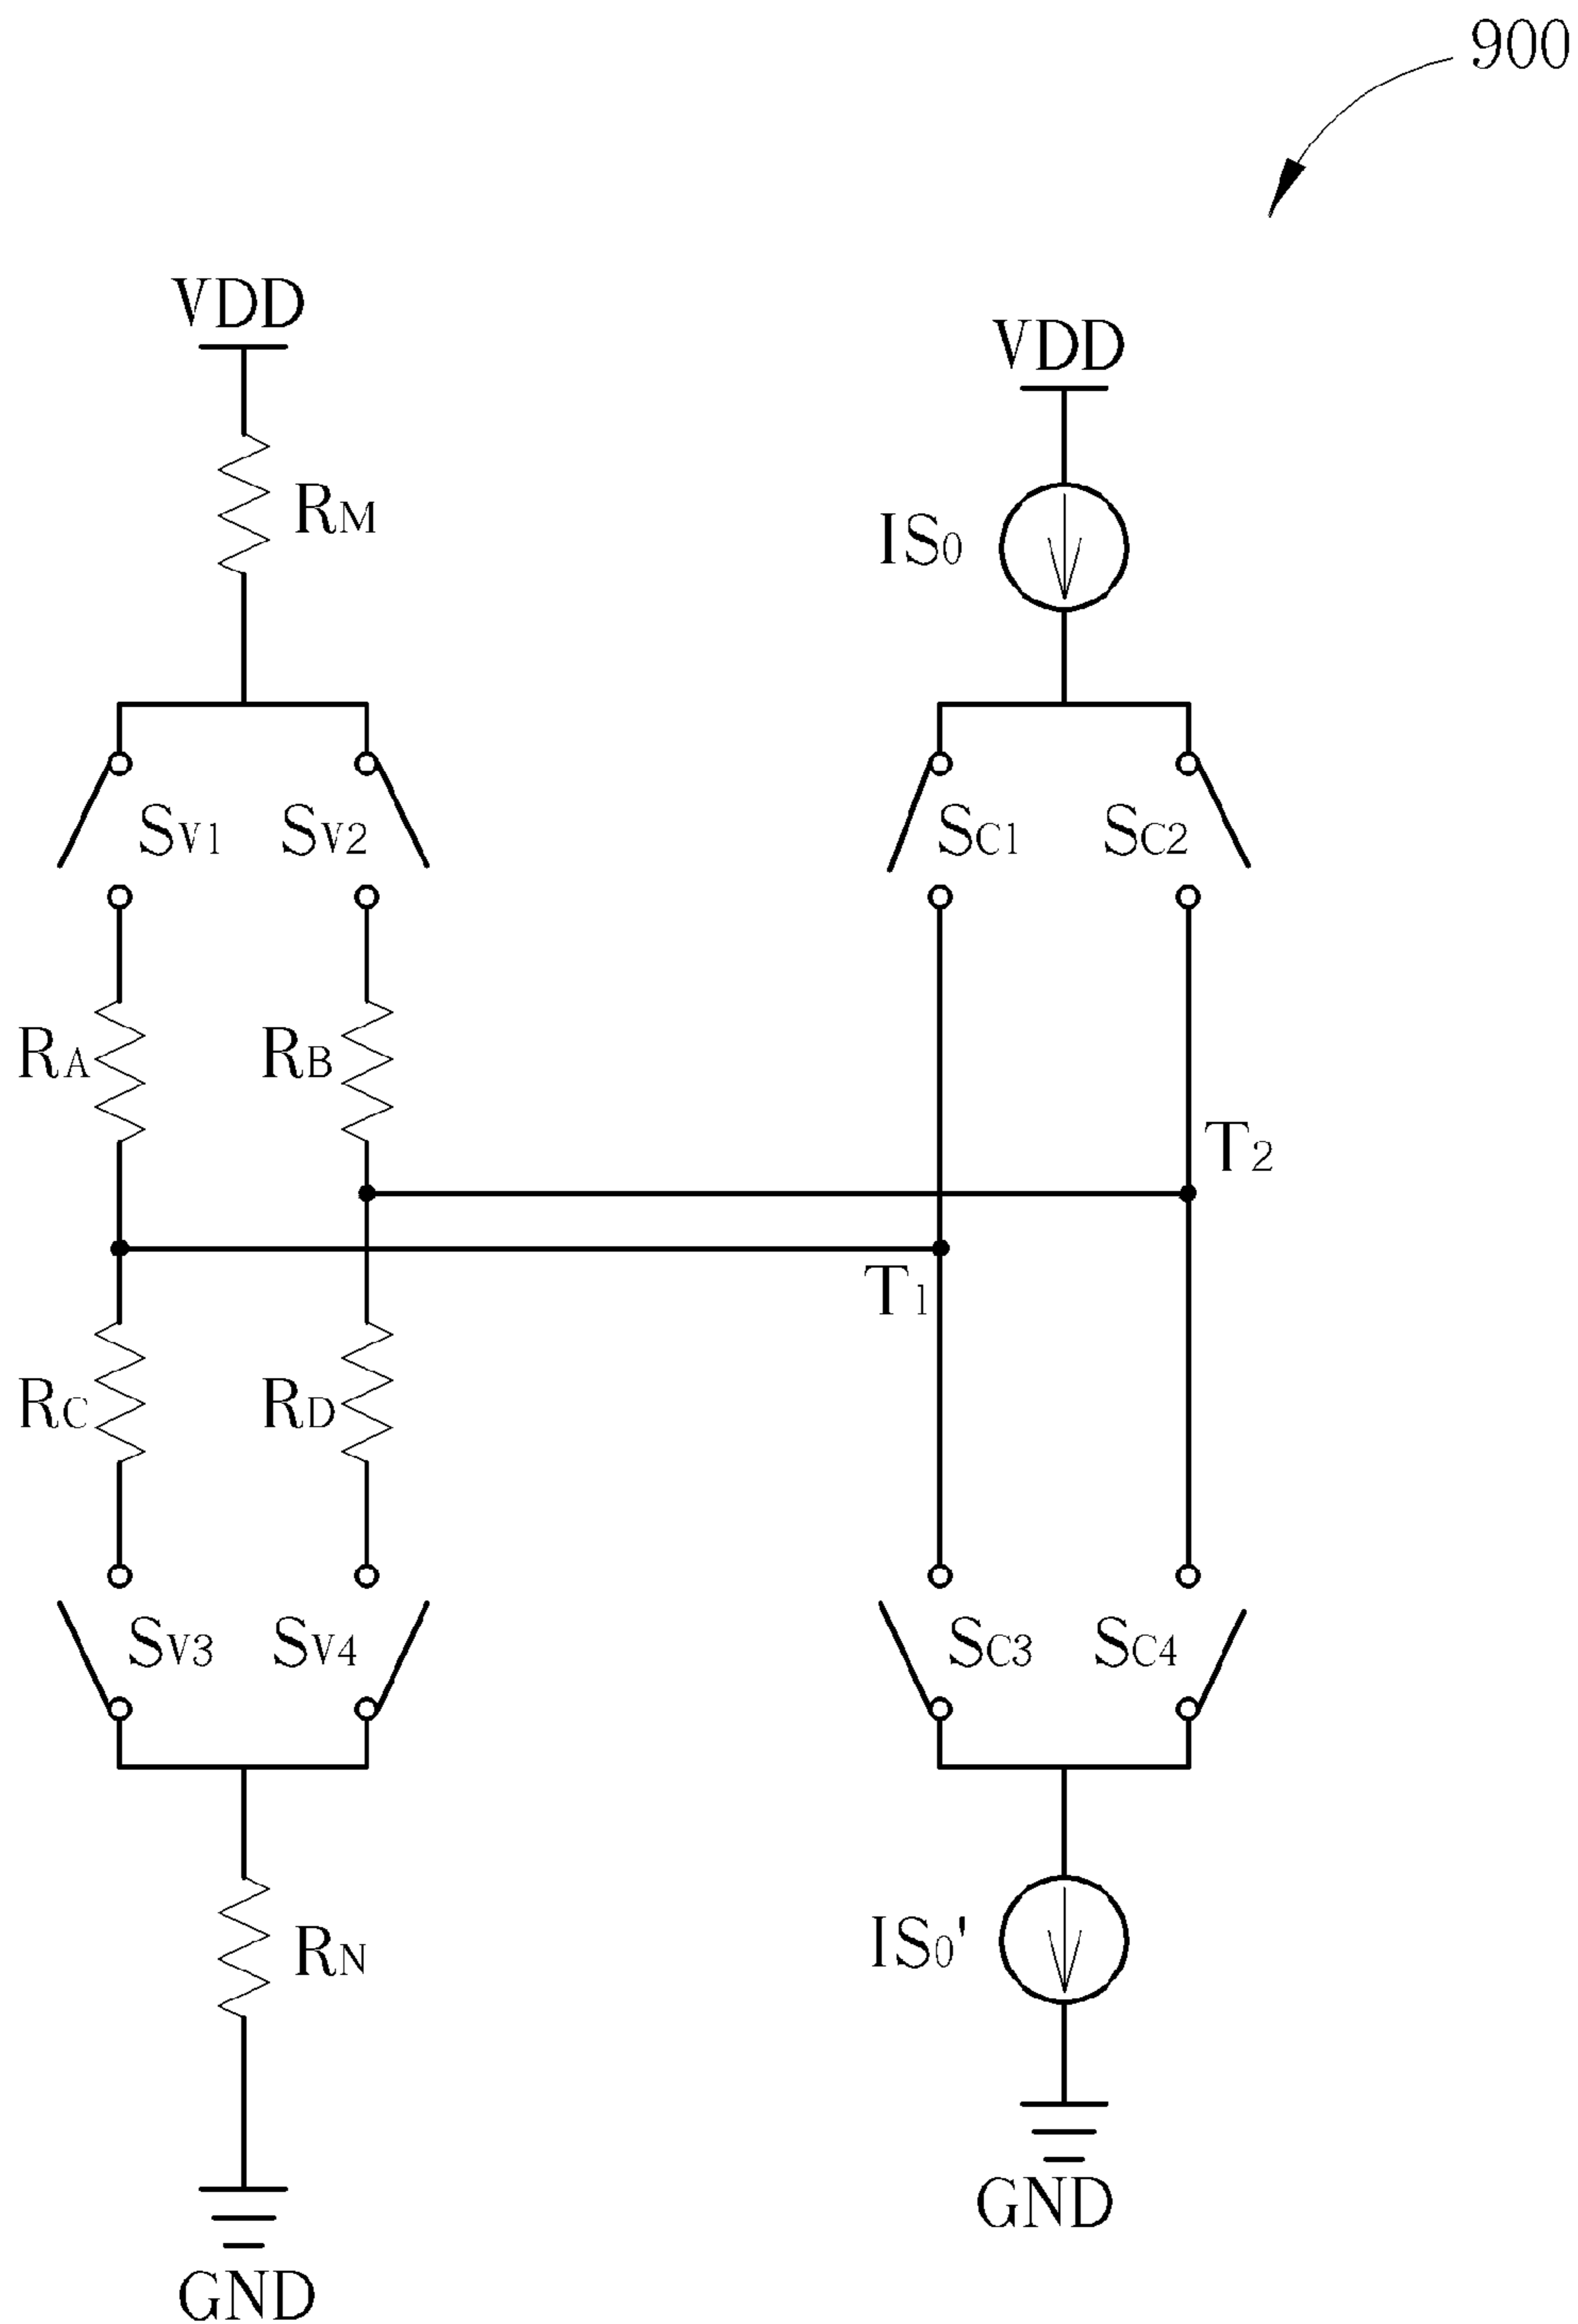 900
VDD
VDD
RM
IS0
SV1 SV2 SC1 SC2
RA RB
T2
T1
RC RD
SV3 SV4 SC3 SC4
RN
IS0'
GND
GND